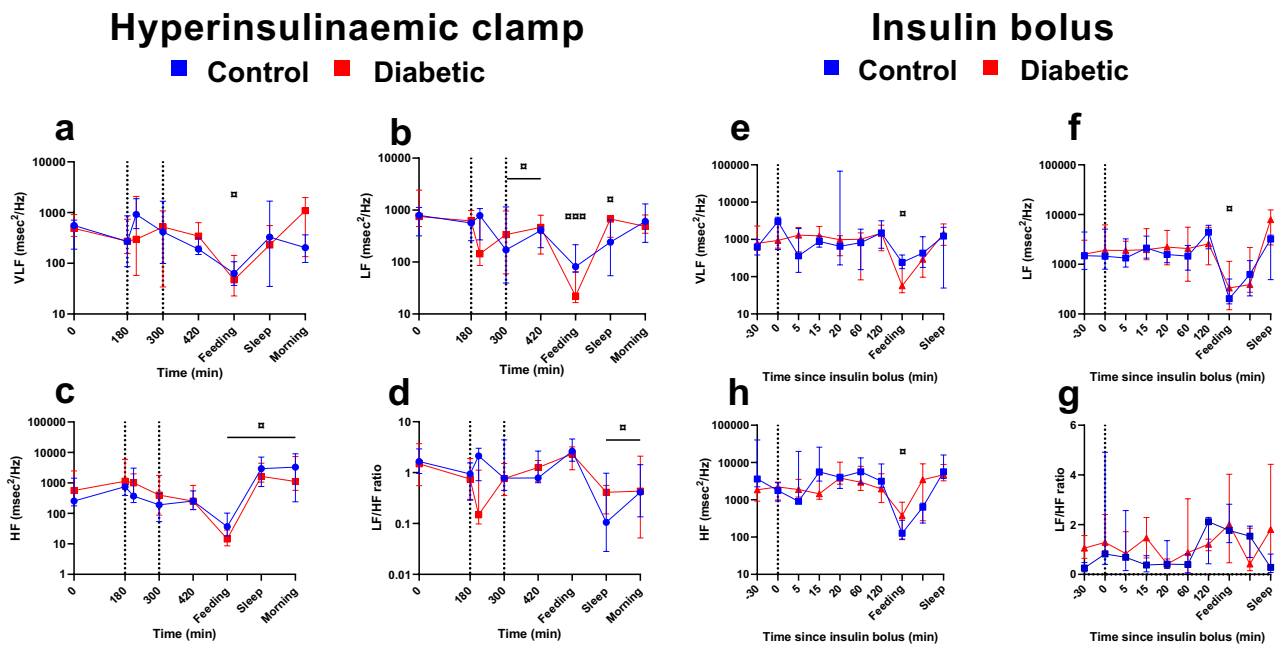 Hyperinsulinaemic clamp
Control Diabetic
Insulin bolus
Control Diabetic
a
VLF (msec2/Hz)
10000
1000
100
10
¤
0
180
300
420
Feeding
Sleep
Morning
Time (min)
b
LF (msec2/Hz)
10000
1000
100
10
¤
¤¤¤
¤
0
180
300
420
Feeding
Sleep
Morning
Time (min)
e
VLF (msec2/Hz)
100000
10000
1000
100
10
¤
-30
0
5
15
20
60
120
Feeding
Sleep
Time since insulin bolus (min)
f
LF (msec2/Hz)
100000
10000
1000
100
¤
-30
0
5
15
20
60
120
Feeding
Sleep
Time since insulin bolus (min)
c
HF (msec2/Hz)
100000
10000
1000
100
10
1
¤
0
180
300
420
Feeding
Sleep
Morning
Time (min)
d
LF/HF ratio
10
1
0.1
0.01
¤
0
180
300
420
Feeding
Sleep
Morning
Time (min)
h
HF (msec2/Hz)
100000
10000
1000
100
10
¤
-30
0
5
15
20
60
120
Feeding
Sleep
Time since insulin bolus (min)
g
LF/HF ratio
6
4
2
0
-30
0
5
15
20
60
120
Feeding
Sleep
Time since insulin bolus (min)